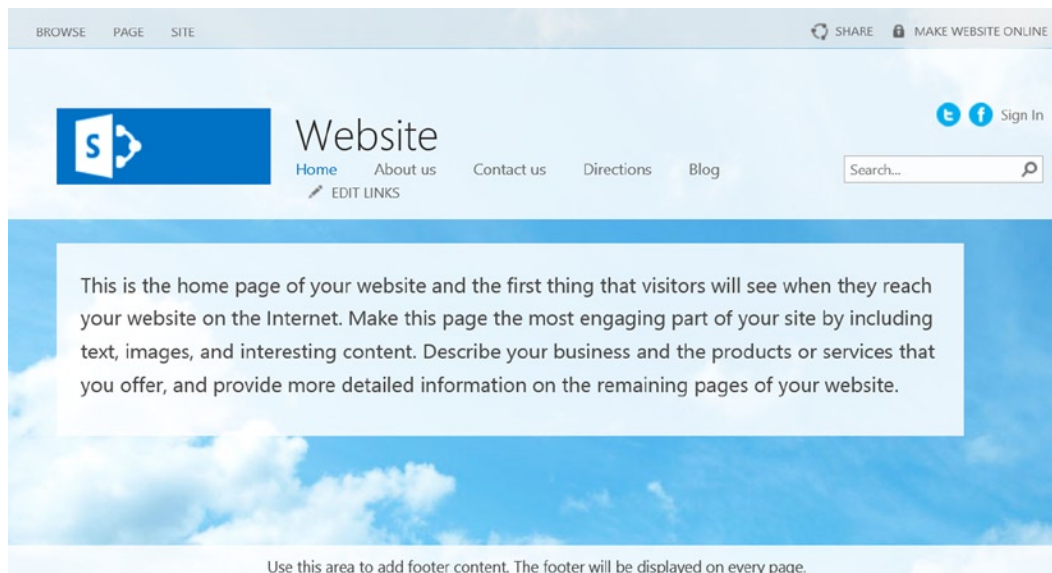 BROWSE PAGE SITE SHARE MAKE WEBSITE ONLINE
S
Website
Sign In
Home About us Contact us Directions Blog
Search...
EDIT LINKS
This is the home page of your website and the first thing that visitors will see when they reach
your website on the Internet. Make this page the most engaging part of your site by including
text, images, and interesting content. Describe your business and the products or services that
you offer, and provide more detailed information on the remaining pages of your website.
Use this area to add footer content. The footer will be displayed on every page.